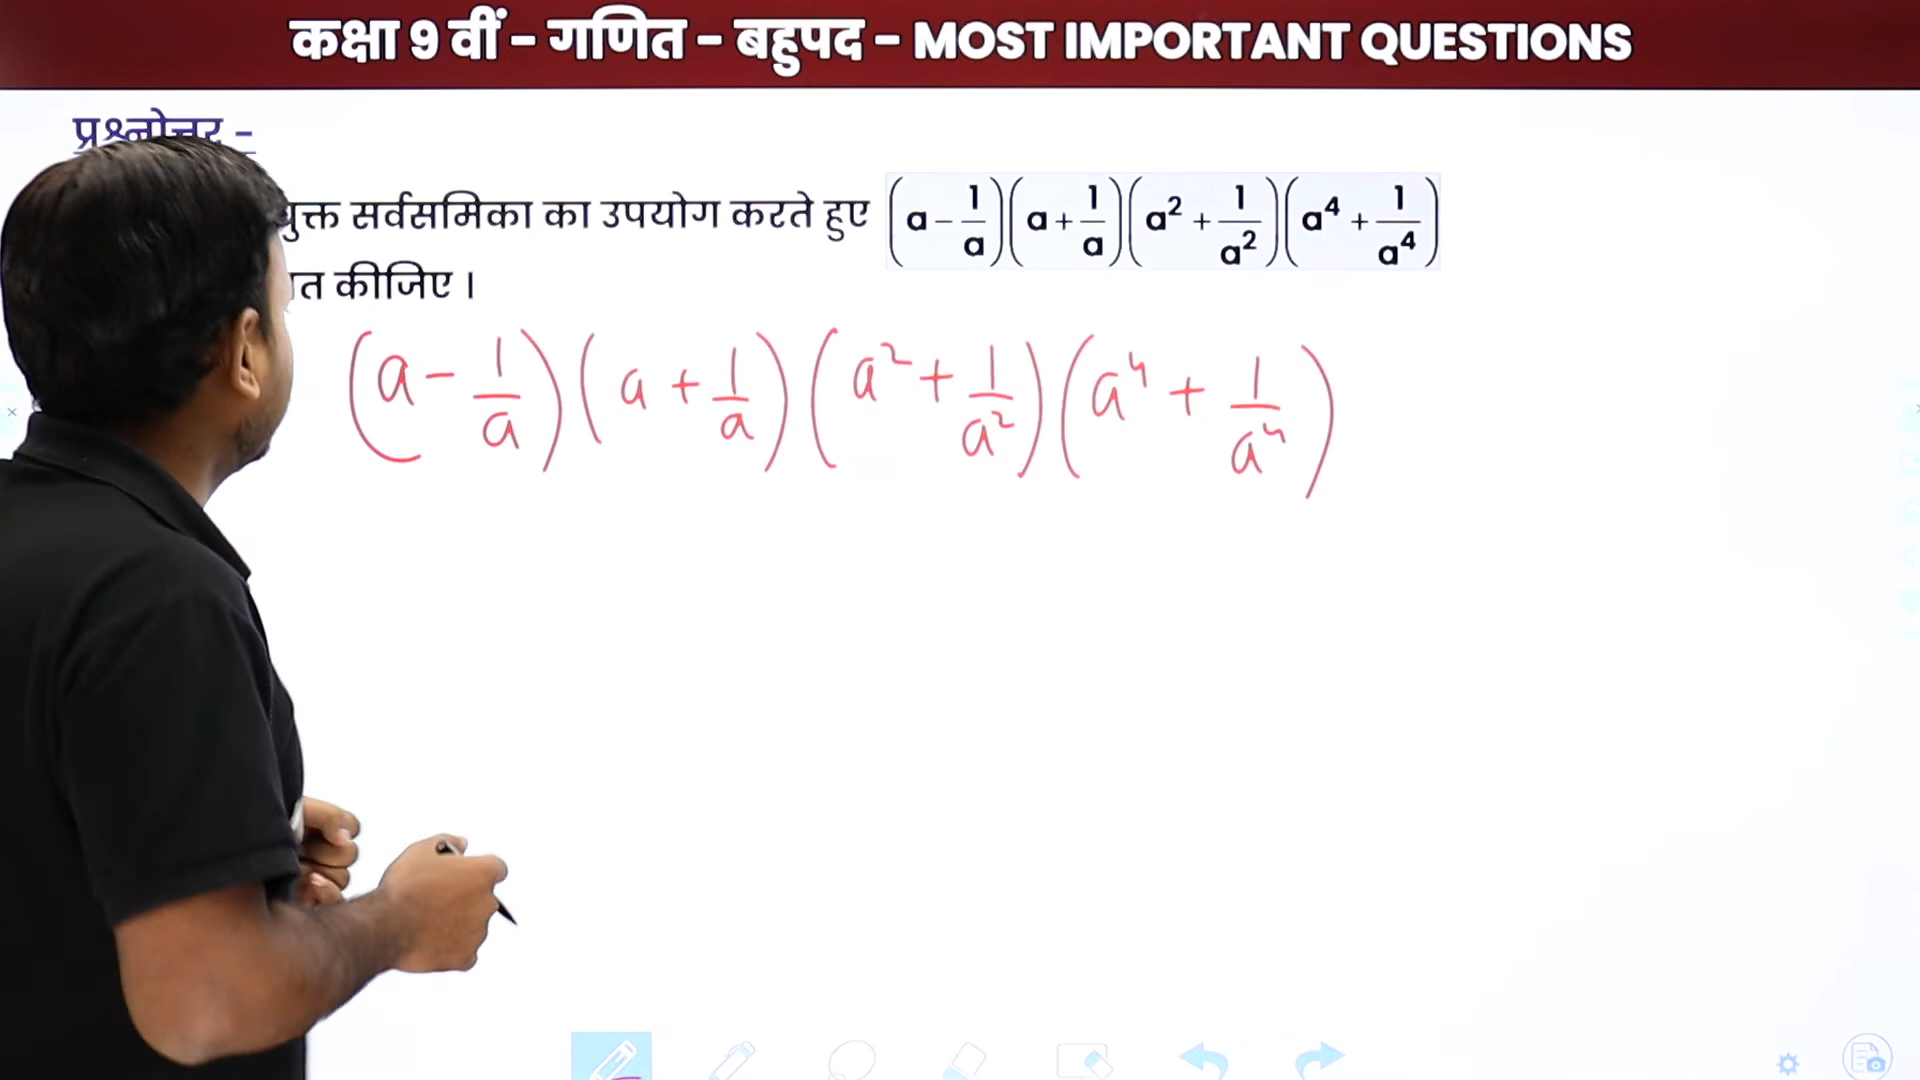 कक्षा 9 वीं - गणित - बहुपद - MOST IMPORTANT QUESTIONS
प्रश्नोत्तर -
सर्वसमिका का उपयोग करते हुए (a - 1/a)(a + 1/a)(a² + 1/a²)(a⁴ + 1/a⁴)
कीजिए ।
(a - 1/a)(a + 1/a)(a² + 1/a²)(a⁴ + 1/a⁴)